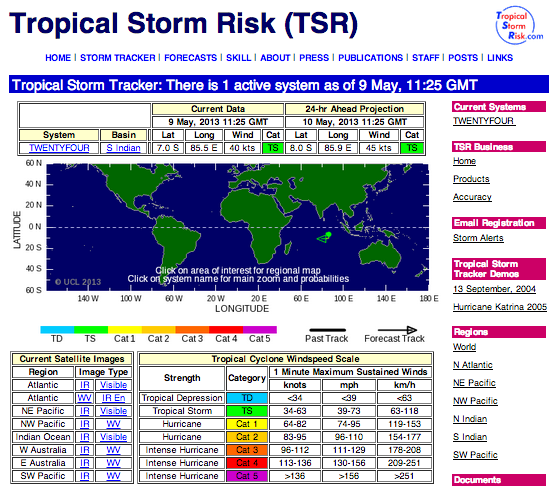 Tropical Storm Risk (TSR)
Tropical
Storm
Risk.com
HOME | STORM TRACKER | FORECASTS | SKILL | ABOUT | PRESS | PUBLICATIONS | STAFF | POSTS | LINKS
Tropical Storm Tracker: There is 1 active system as of 9 May, 11:25 GMT
Current Data 24-hr Ahead Projection
9 May, 2013 11:25 GMT 10 May, 2013 11:25 GMT
System Basin Lat Long Wind Cat Lat Long Wind Cat
TWENTYFOUR S Indian 7.0 S 85.5 E 40 kts TS 8.0 S 85.9 E 45 kts TS
60 N
40 N
20 N
0 N
20 S
40 S
60 S
LATITUDE
Click on area of interest for regional map
Click on system name for main zoom and probabilities
© UCL 2013
140 W 100 W 60 W 20 W 20 E 60 E 100 E 140 E 180 E
LONGITUDE
TD TS Cat 1 Cat 2 Cat 3 Cat 4 Cat 5 Past Track Forecast Track
Current Satellite Images
Region Image Type
Atlantic IR Visible
Atlantic WV IR En
NE Pacific IR Visible
NW Pacific IR WV
Indian Ocean IR Visible
W Australia IR WV
E Australia IR WV
SW Pacific IR WV
Tropical Cyclone Windspeed Scale
Strength Category 1 Minute Maximum Sustained Winds
knots mph km/h
Tropical Depression TD <34 <39 <63
Tropical Storm TS 34-63 39-73 63-118
Hurricane Cat 1 64-82 74-95 119-153
Hurricane Cat 2 83-95 96-110 154-177
Intense Hurricane Cat 3 96-112 111-129 178-208
Intense Hurricane Cat 4 113-136 130-156 209-251
Intense Hurricane Cat 5 >136 >156 >251
Current Systems
TWENTYFOUR
TSR Business
Home
Products
Accuracy
Email Registration
Storm Alerts
Tropical Storm
Tracker Demos
13 September, 2004
Hurricane Katrina 2005
Regions
World
N Atlantic
NE Pacific
NW Pacific
N Indian
S Indian
SW Pacific
Documents